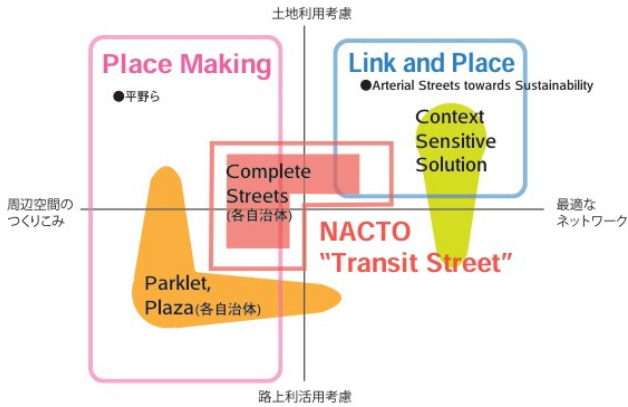 土地利用考慮
Place Making
Link and Place
●平野ら
●Arterial Streets towards Sustainability
Context
Sensitive
Solution
Complete
Streets
(各自治体)
周辺空間の
つくりこみ
最適な
ネットワーク
NACTO
"Transit Street"
Parklet,
Plaza(各自治体)
路上利活用考慮